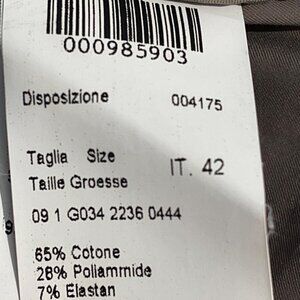 000985903
Disposizione 004175
Taglia Size
Taille Groesse IT. 42
09 1 G034 2236 0444
65% Cotone
28% Poliammide
7% Elastan